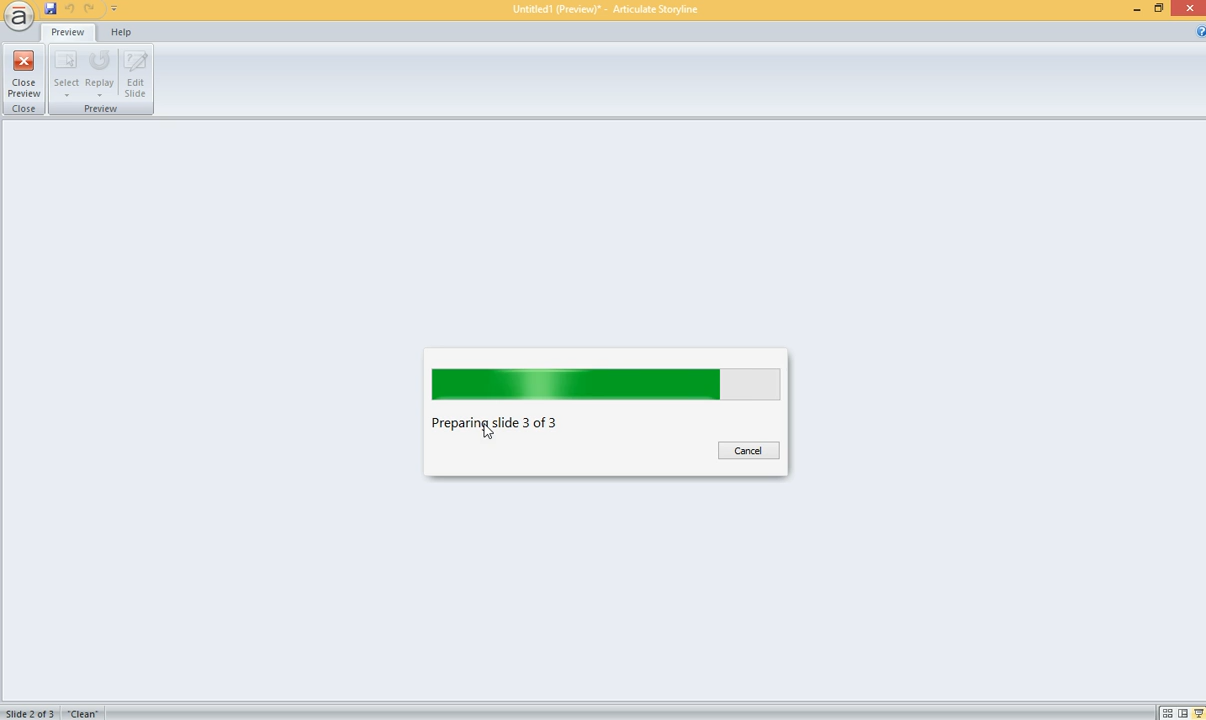 Untitled1 (Preview)* - Articulate Storyline
Preview Help
Close Preview
Select
Replay
Edit Slide
Close
Preview
Preparing slide 3 of 3
Cancel
Slide 2 of 3 "Clean"